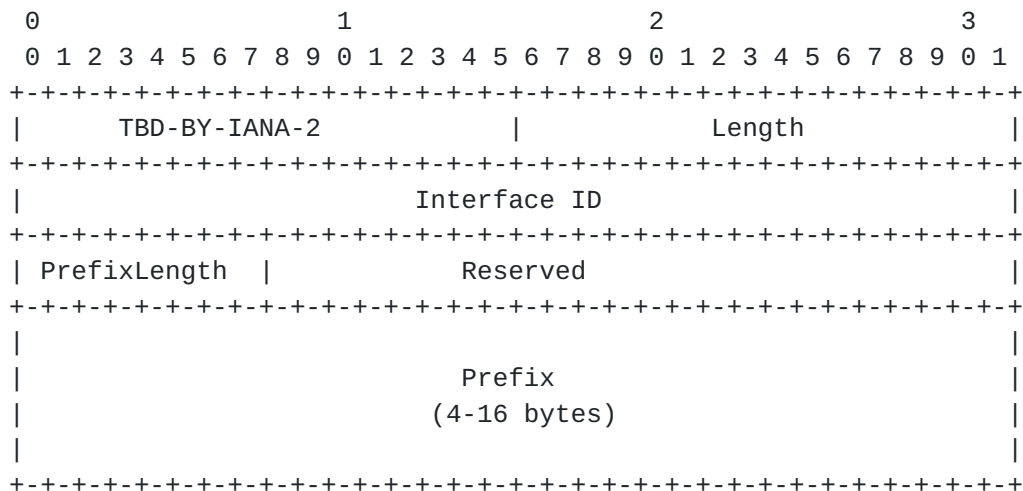 0                   1                   2                   3
 0 1 2 3 4 5 6 7 8 9 0 1 2 3 4 5 6 7 8 9 0 1 2 3 4 5 6 7 8 9 0 1
+-+-+-+-+-+-+-+-+-+-+-+-+-+-+-+-+-+-+-+-+-+-+-+-+-+-+-+-+-+-+-+-+
|      TBD-BY-IANA-2            |            Length             |
+-+-+-+-+-+-+-+-+-+-+-+-+-+-+-+-+-+-+-+-+-+-+-+-+-+-+-+-+-+-+-+-+
|                         Interface ID                          |
+-+-+-+-+-+-+-+-+-+-+-+-+-+-+-+-+-+-+-+-+-+-+-+-+-+-+-+-+-+-+-+-+
| PrefixLength  |            Reserved                           |
+-+-+-+-+-+-+-+-+-+-+-+-+-+-+-+-+-+-+-+-+-+-+-+-+-+-+-+-+-+-+-+-+
|                                                               |
|                            Prefix                             |
|                          (4-16 bytes)                         |
|                                                               |
+-+-+-+-+-+-+-+-+-+-+-+-+-+-+-+-+-+-+-+-+-+-+-+-+-+-+-+-+-+-+-+-+